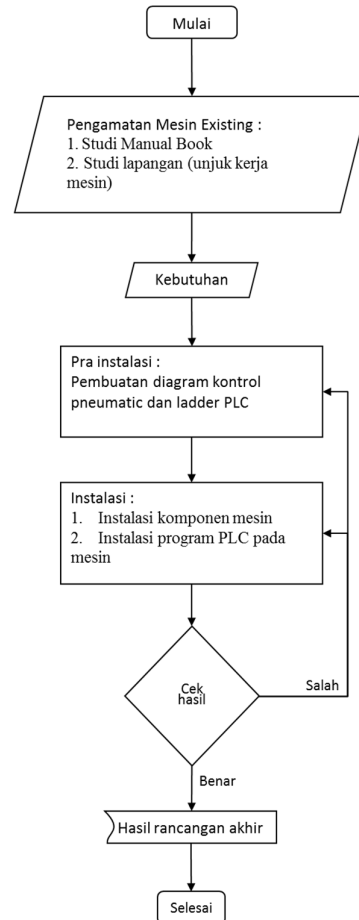 Mulai
Pengamatan Mesin Existing :
1. Studi Manual Book
2. Studi lapangan (unjuk kerja
mesin)
Kebutuhan
Pra instalasi :
Pembuatan diagram kontrol
pneumatic dan ladder PLC
Instalasi :
1. Instalasi komponen mesin
2. Instalasi program PLC pada
mesin
Cek
hasil
Salah
Benar
Hasil rancangan akhir
Selesai